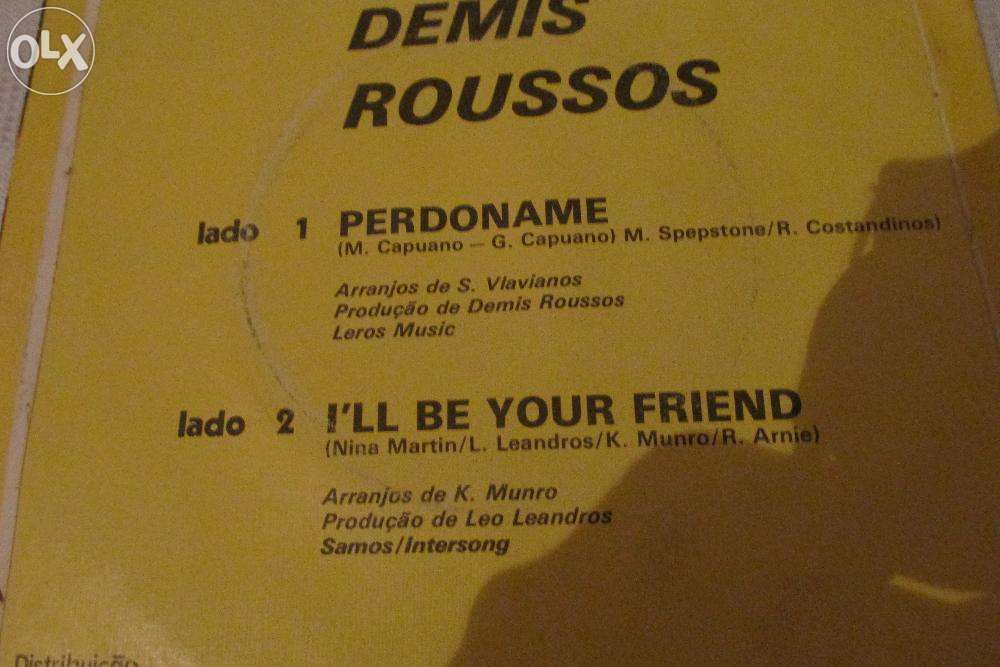 OLX
DEMIS
ROUSSOS
lado 1 PERDONAME
(M. Capuano — G. Capuano) M. Spepstone/R. Costandinos)
Arranjos de S. Vlavianos
Produção de Demis Roussos
Leros Music
lado 2 I'LL BE YOUR FRIEND
(Nina Martin/L. Leandros/K. Munro/R. Arnie)
Arranjos de K. Munro
Produção de Leo Leandros
Samos/Intersong
Distribuição